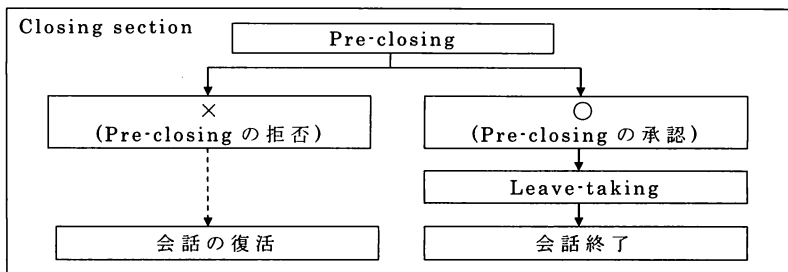 Closing section
Pre-closing
×
(Pre-closing の拒否)
○
(Pre-closing の承認)
Leave-taking
会話の復活
会話終了